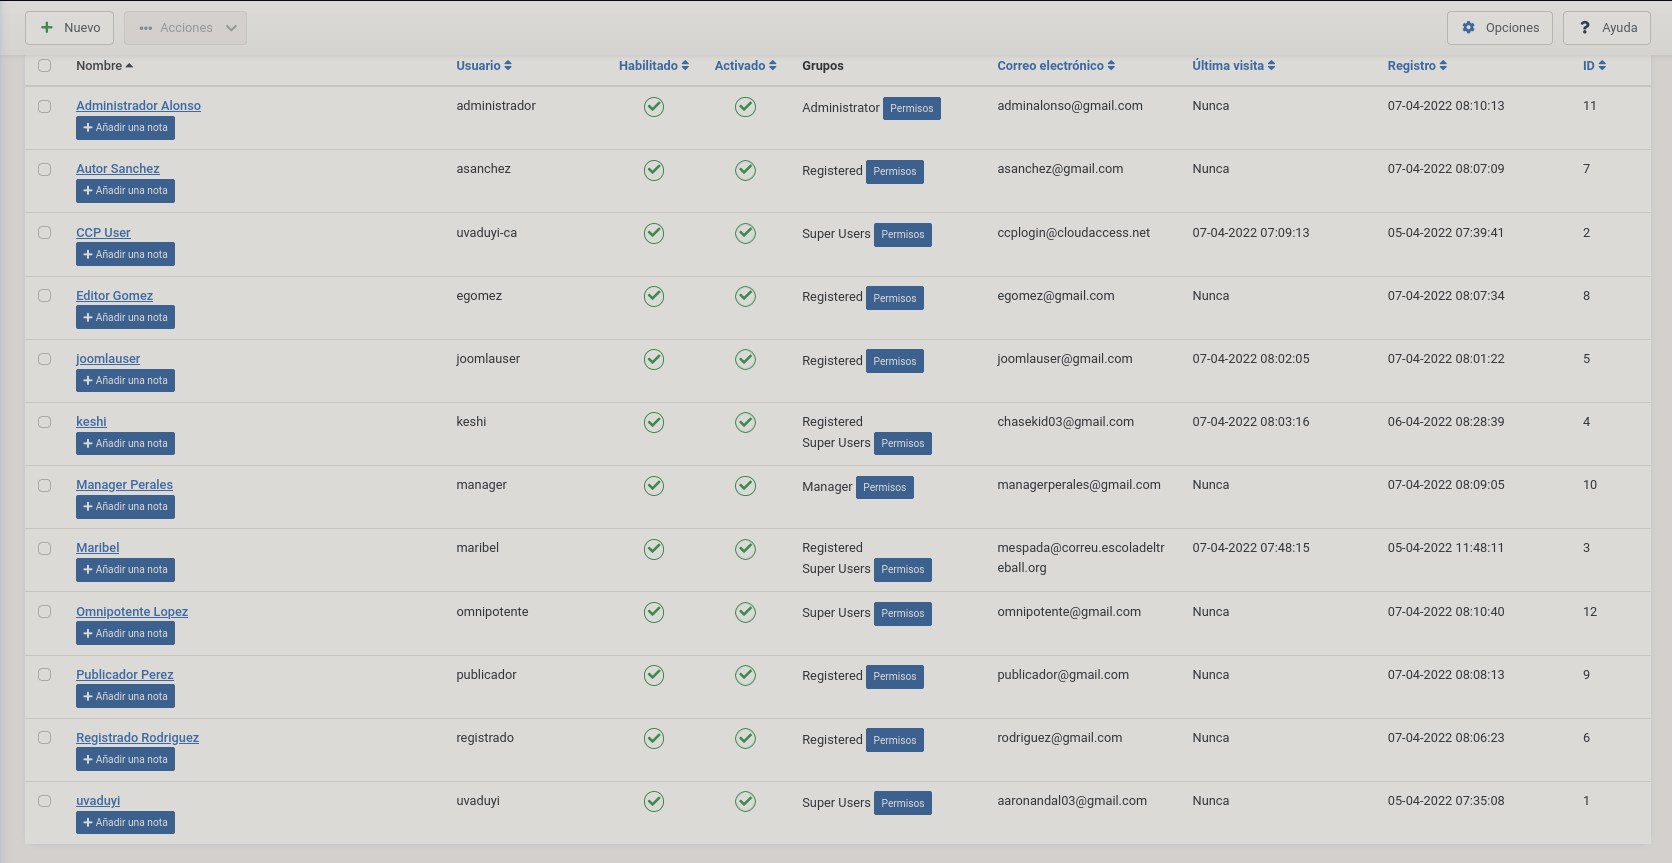 Nuevo
Acciones
Opciones
Ayuda
Nombre Usuario Habilitado Activado Grupos Correo electrónico Última visita Registro ID
Administrador Alonso administrador Administrator Permisos adminalonso@gmail.com Nunca 07-04-2022 08:10:13 11
Añadir una nota
Autor Sanchez asanchez Registered Permisos asanchez@gmail.com Nunca 07-04-2022 08:07:09 7
Añadir una nota
CCP User uvaduyi-ca Super Users Permisos ccplogin@cloudaccess.net 07-04-2022 07:09:13 05-04-2022 07:39:41 2
Añadir una nota
Editor Gomez egomez Registered Permisos egomez@gmail.com Nunca 07-04-2022 08:07:34 8
Añadir una nota
joomlauser joomlauser Registered Permisos joomlauser@gmail.com 07-04-2022 08:02:05 07-04-2022 08:01:22 5
Añadir una nota
keshi keshi Registered chasekid03@gmail.com 07-04-2022 08:03:16 06-04-2022 08:28:39 4
Añadir una nota Super Users Permisos
Manager Perales manager Manager Permisos managerperales@gmail.com Nunca 07-04-2022 08:09:05 10
Añadir una nota
Maribel maribel Registered mespada@correu.escoladeltr 07-04-2022 07:48:15 05-04-2022 11:48:11 3
Añadir una nota Super Users Permisos eball.org
Omnipotente Lopez omnipotente Super Users Permisos omnipotente@gmail.com Nunca 07-04-2022 08:10:40 12
Añadir una nota
Publicador Perez publicador Registered Permisos publicador@gmail.com Nunca 07-04-2022 08:08:13 9
Añadir una nota
Registrado Rodriguez registrado Registered Permisos rodriguez@gmail.com Nunca 07-04-2022 08:06:23 6
Añadir una nota
uvaduyi uvaduyi Super Users Permisos aaronandal03@gmail.com Nunca 05-04-2022 07:35:08 1
Añadir una nota